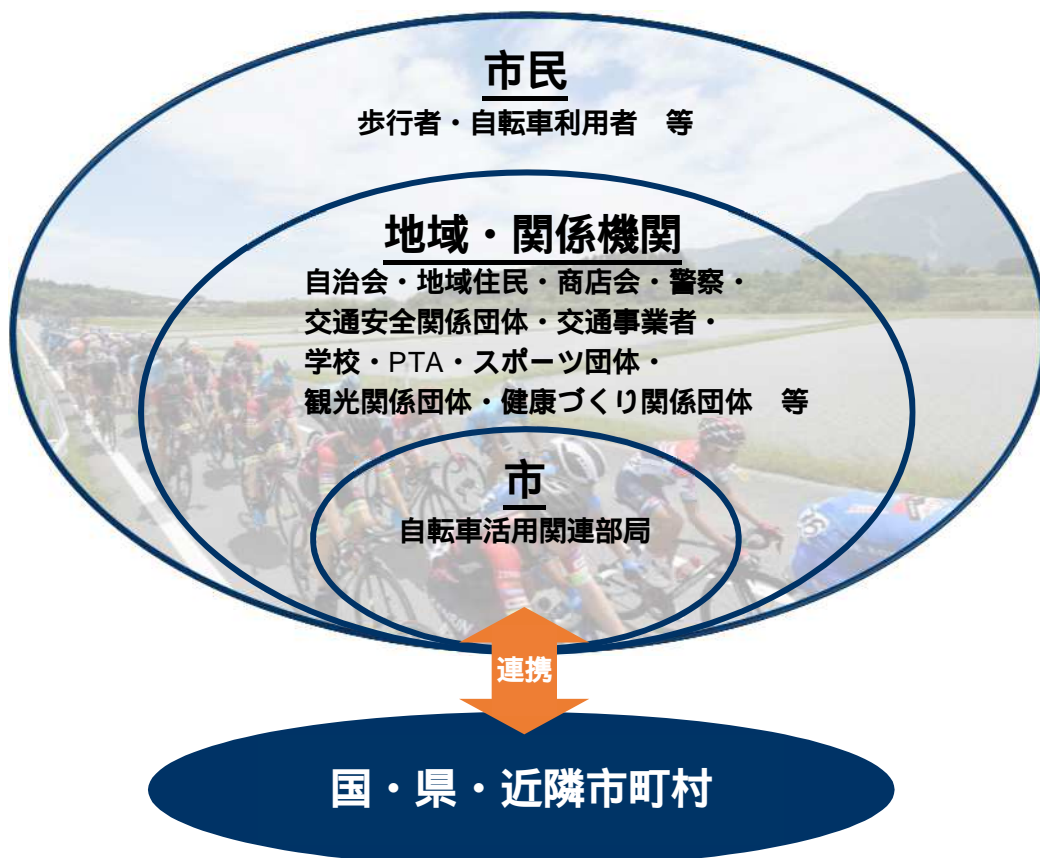 市民
歩行者・自転車利用者　等
地域・関係機関
自治会・地域住民・商店会・警察・
交通安全関係団体・交通事業者・
学校・PTA・スポーツ団体・
観光関係団体・健康づくり関係団体　等
市
自転車活用関連部局
連携
国・県・近隣市町村